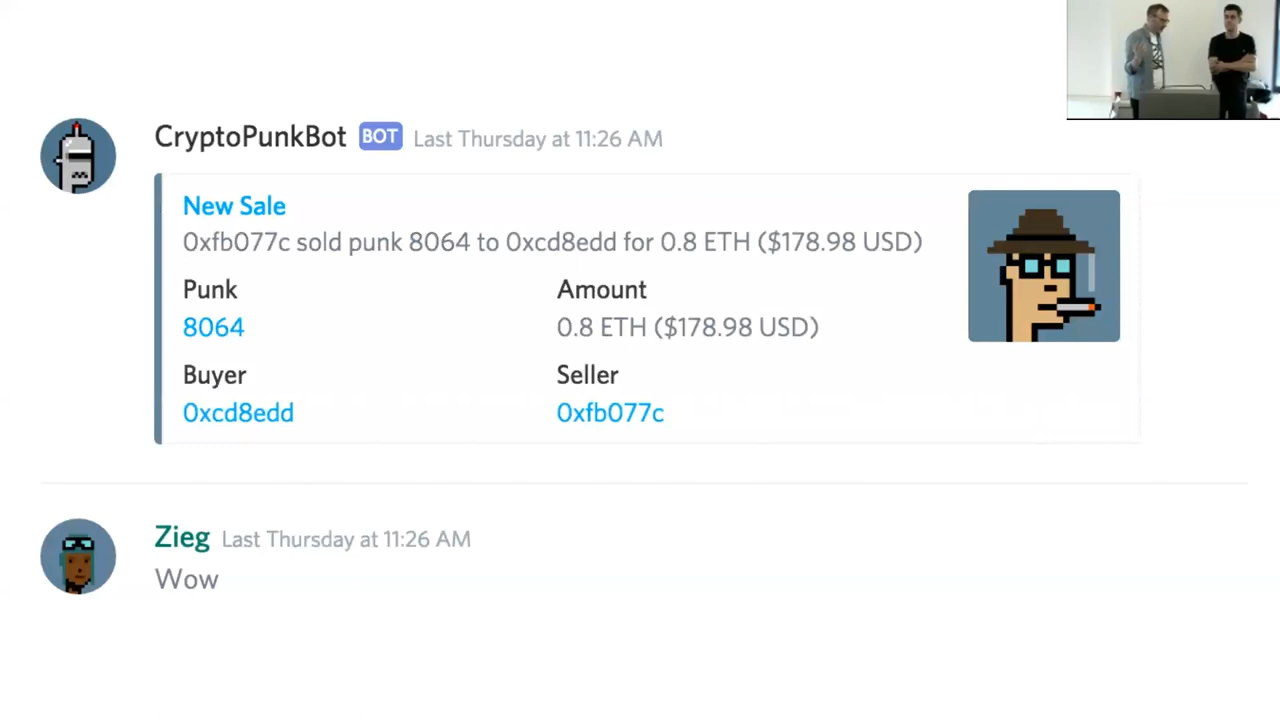 CryptoPunkBot BOT Last Thursday at 11:26 AM
New Sale
0xfb077c sold punk 8064 to 0xcd8edd for 0.8 ETH ($178.98 USD)
Punk Amount
8064 0.8 ETH ($178.98 USD)
Buyer Seller
0xcd8edd 0xfb077c
Zieg Last Thursday at 11:26 AM
Wow